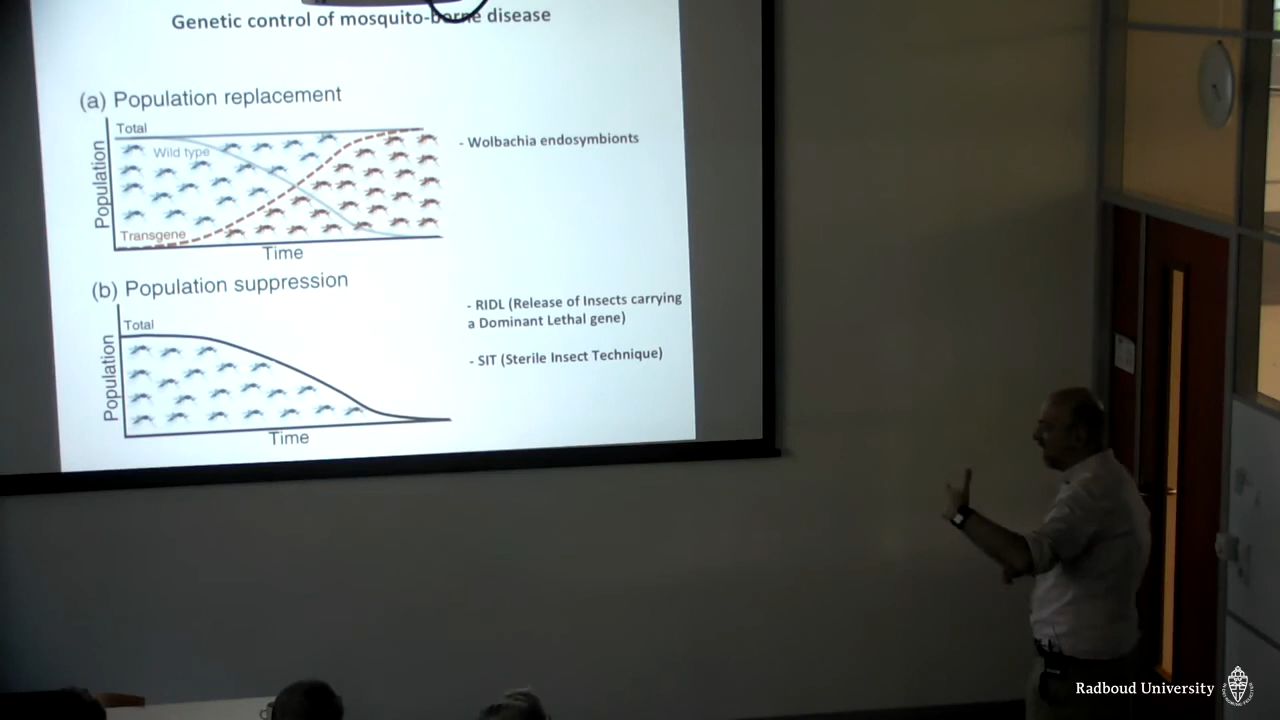 Genetic control of mosquito-borne disease
(a) Population replacement
Total
Wild type
Population
Transgene
Time
- Wolbachia endosymbionts
(b) Population suppression
Total
Population
Time
- RIDL (Release of Insects carrying
a Dominant Lethal gene)
- SIT (Sterile Insect Technique)
Radboud University